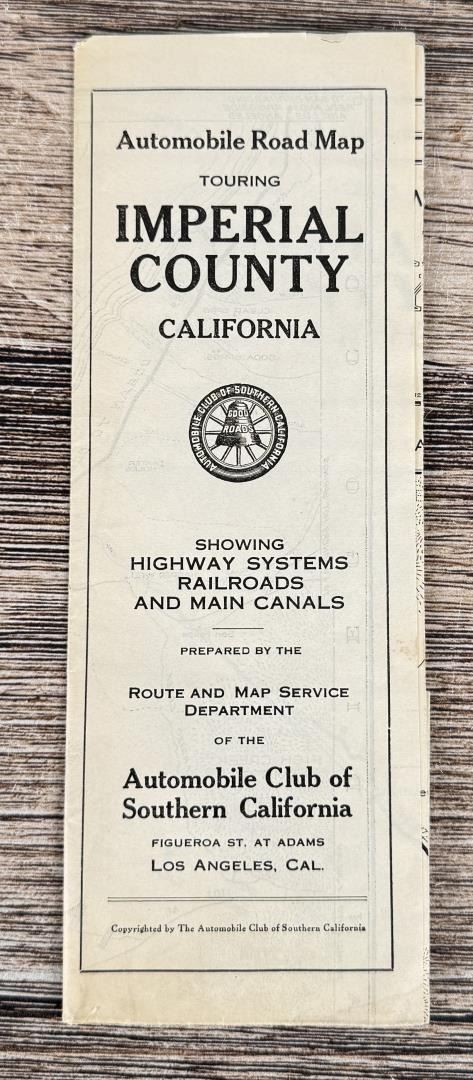 Automobile Road Map
TOURING
IMPERIAL
COUNTY
CALIFORNIA
AUTOMOBILE CLUB OF SOUTHERN CALIFORNIA
GOOD
ROADS
SHOWING
HIGHWAY SYSTEMS
RAILROADS
AND MAIN CANALS
PREPARED BY THE
ROUTE AND MAP SERVICE
DEPARTMENT
OF THE
Automobile Club of
Southern California
FIGUEROA ST. AT ADAMS
LOS ANGELES, CAL.
Copyrighted by The Automobile Club of Southern California